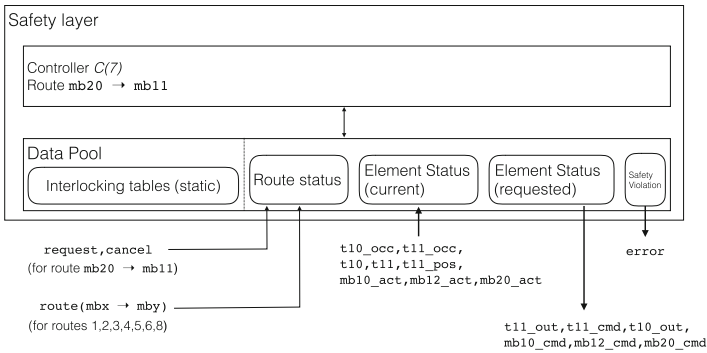 Safety layer
Controller C(7)
Route mb20 → mb11
Data Pool
Interlocking tables (static)
Route status
Element Status
(current)
Element Status
(requested)
Safety
Violation
request,cancel
(for route mb20 → mb11)
route(mbx → mby)
(for routes 1,2,3,4,5,6,8)
t10_occ,t11_occ,
t10,t11,t11_pos,
mb10_act,mb12_act,mb20_act
error
t11_out,t11_cmd,t10_out,
mb10_cmd,mb12_cmd,mb20_cmd